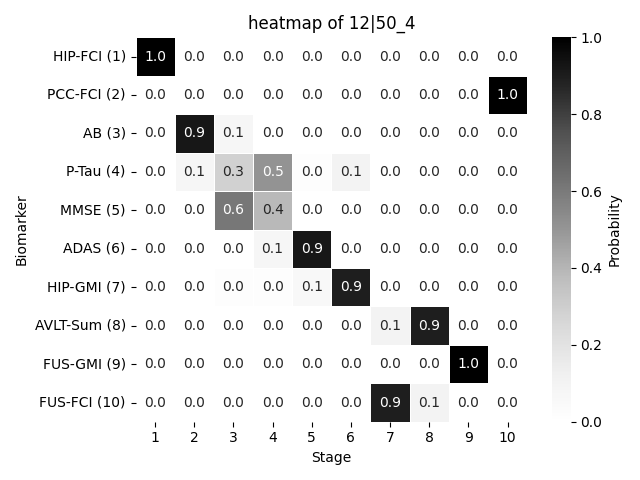 heatmap of 12|50_4
HIP-FCI (1) 1.0 0.0 0.0 0.0 0.0 0.0 0.0 0.0 0.0 0.0
PCC-FCI (2) 0.0 0.0 0.0 0.0 0.0 0.0 0.0 0.0 0.0 1.0
AB (3) 0.0 0.9 0.1 0.0 0.0 0.0 0.0 0.0 0.0 0.0
P-Tau (4) 0.0 0.1 0.3 0.5 0.0 0.1 0.0 0.0 0.0 0.0
MMSE (5) 0.0 0.0 0.6 0.4 0.0 0.0 0.0 0.0 0.0 0.0
ADAS (6) 0.0 0.0 0.0 0.1 0.9 0.0 0.0 0.0 0.0 0.0
HIP-GMI (7) 0.0 0.0 0.0 0.0 0.1 0.9 0.0 0.0 0.0 0.0
AVLT-Sum (8) 0.0 0.0 0.0 0.0 0.0 0.0 0.1 0.9 0.0 0.0
FUS-GMI (9) 0.0 0.0 0.0 0.0 0.0 0.0 0.0 0.0 1.0 0.0
FUS-FCI (10) 0.0 0.0 0.0 0.0 0.0 0.0 0.9 0.1 0.0 0.0
1 2 3 4 5 6 7 8 9 10
Stage
Biomarker
1.0
0.8
0.6
0.4
0.2
0.0
Probability